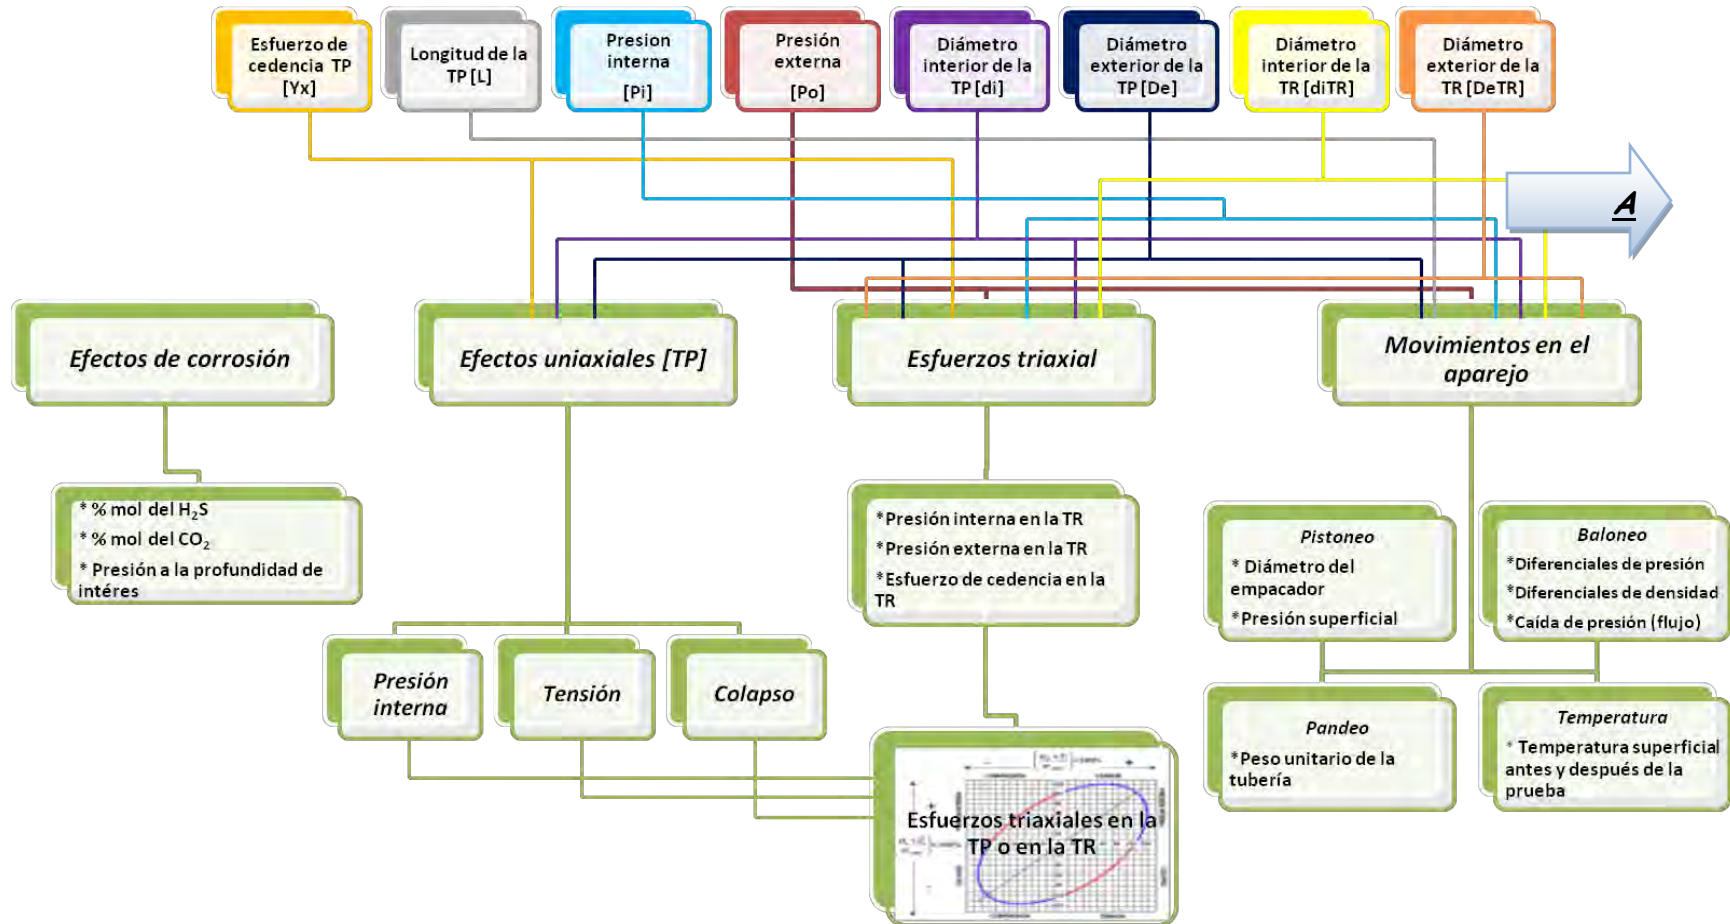 Esfuerzo de
cedencia TP
[Yx]
Longitud de la
TP [L]
Presion
interna
[Pi]
Presión
externa
[Po]
Diámetro
interior de la
TP [di]
Diámetro
exterior de la
TP [De]
Diámetro
interior de la
TR [diTR]
Diámetro
exterior de la
TR [DeTR]
A
Efectos de corrosión
Efectos uniaxiales [TP]
Esfuerzos triaxial
Movimientos en el
aparejo
* % mol del H₂S
* % mol del CO₂
* Presión a la profundidad de
intéres
*Presión interna en la TR
*Presión externa en la TR
*Esfuerzo de cedencia en la
TR
Pistoneo
* Diámetro del
empacador
*Presión superficial
Baloneo
*Diferenciales de presión
*Diferenciales de densidad
*Caída de presión (flujo)
Presión
interna
Tensión
Colapso
Pandeo
*Peso unitario de la
tubería
Temperatura
* Temperatura superficial
antes y después de la
prueba
Esfuerzos triaxiales en la
TP o en la TR